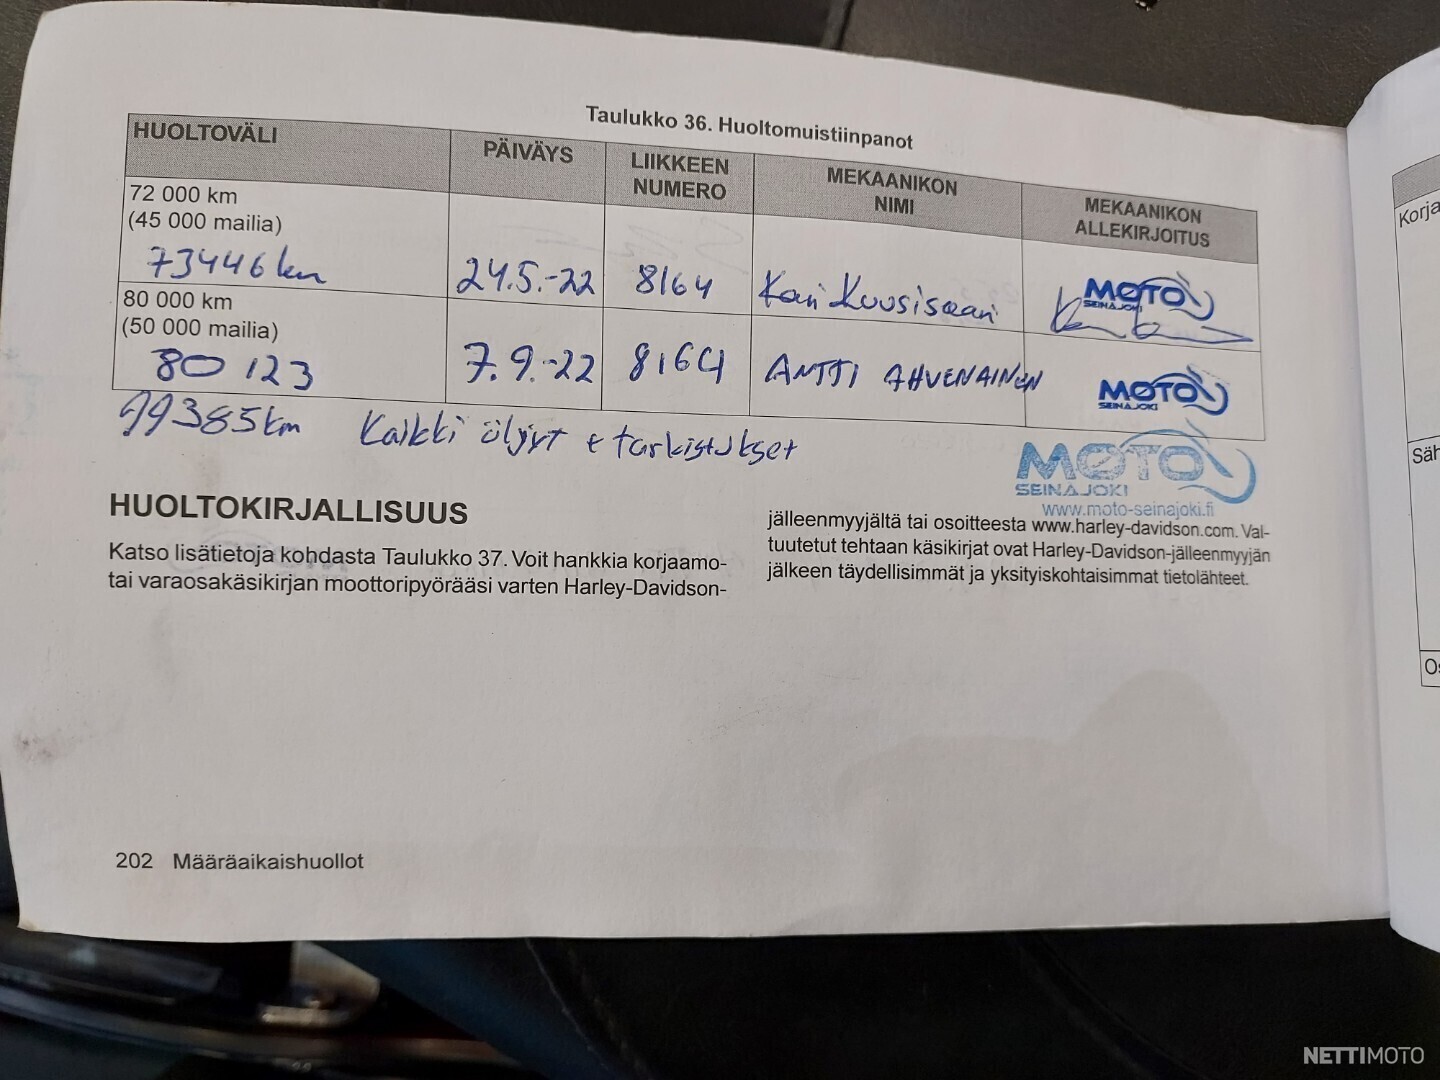 Taulukko 36. Huoltomuistiinpanot
HUOLTOVÄLI
PÄIVÄYS
LIIKKEEN
NUMERO
MEKAANIKON
NIMI
MEKAANIKON
ALLEKIRJOITUS
72 000 km
(45 000 mailia)
73446 km
24.5.-22
8164
Kari Kuusisaari
MOTO
SEINÄJOKI
80 000 km
(50 000 mailia)
80 123
7.9.-22
8164
ANTTI AHVENAINEN
MOTO
SEINÄJOKI
99385km Kaikki öljyt + tarkistukset
MOTO
SEINÄJOKI
www.moto-seinajoki.fi
HUOLTOKIRJALLISUUS
Katso lisätietoja kohdasta Taulukko 37. Voit hankkia korjaamo-
tai varaosakäsikirjan moottoripyörääsi varten Harley-Davidson-
jälleenmyyjältä tai osoitteesta www.harley-davidson.com. Val-
tuutetut tehtaan käsikirjat ovat Harley-Davidson-jälleenmyyjän
jälkeen täydellisimmät ja yksityiskohtaisimmat tietolähteet.
202 Määräaikaishuollot
Korja
Säh
NETTIMOTO